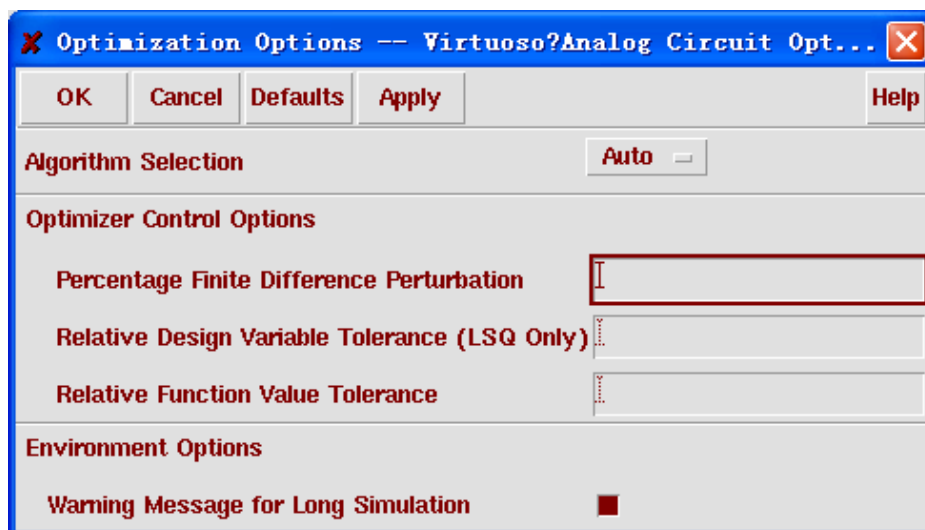 Optimization Options -- Virtuoso?Analog Circuit Opt...
OK Cancel Defaults Apply Help
Algorithm Selection Auto
Optimizer Control Options
Percentage Finite Difference Perturbation
Relative Design Variable Tolerance (LSQ Only)
Relative Function Value Tolerance
Environment Options
Warning Message for Long Simulation